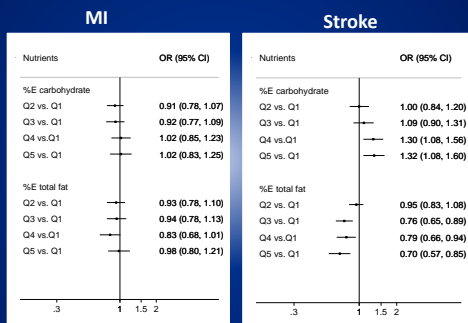 MI
Nutrients OR (95% CI)
%E carbohydrate
Q2 vs. Q1 0.91 (0.78, 1.07)
Q3 vs. Q1 0.92 (0.77, 1.09)
Q4 vs.Q1 1.02 (0.85, 1.23)
Q5 vs. Q1 1.02 (0.83, 1.25)
%E total fat
Q2 vs. Q1 0.93 (0.78, 1.10)
Q3 vs. Q1 0.94 (0.78, 1.13)
Q4 vs.Q1 0.83 (0.68, 1.01)
Q5 vs. Q1 0.98 (0.80, 1.21)
.3 1 1.5 2
Stroke
Nutrients OR (95% CI)
%E carbohydrate
Q2 vs. Q1 1.00 (0.84, 1.20)
Q3 vs. Q1 1.09 (0.90, 1.31)
Q4 vs.Q1 1.30 (1.08, 1.56)
Q5 vs. Q1 1.32 (1.08, 1.60)
%E total fat
Q2 vs. Q1 0.95 (0.83, 1.08)
Q3 vs. Q1 0.76 (0.65, 0.89)
Q4 vs.Q1 0.79 (0.66, 0.94)
Q5 vs. Q1 0.70 (0.57, 0.85)
.3 1 1.5 2